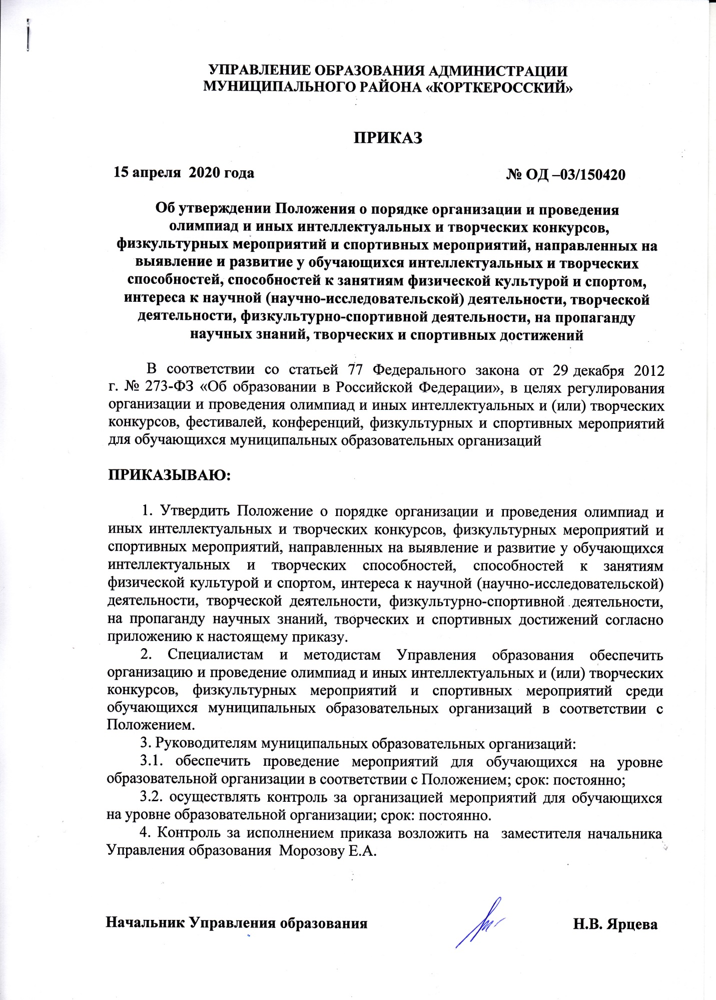 УПРАВЛЕНИЕ ОБРАЗОВАНИЯ АДМИНИСТРАЦИИ
МУНИЦИПАЛЬНОГО РАЙОНА «КОРТКЕРОССКИЙ»
ПРИКАЗ
15 апреля 2020 года № ОД –03/150420
Об утверждении Положения о порядке организации и проведения
олимпиад и иных интеллектуальных и творческих конкурсов,
физкультурных мероприятий и спортивных мероприятий, направленных на
выявление и развитие у обучающихся интеллектуальных и творческих
способностей, способностей к занятиям физической культурой и спортом,
интереса к научной (научно-исследовательской) деятельности, творческой
деятельности, физкультурно-спортивной деятельности, на пропаганду
научных знаний, творческих и спортивных достижений
В соответствии со статьей 77 Федерального закона от 29 декабря 2012
г. № 273-ФЗ «Об образовании в Российской Федерации», в целях регулирования
организации и проведения олимпиад и иных интеллектуальных и (или) творческих
конкурсов, фестивалей, конференций, физкультурных и спортивных мероприятий
для обучающихся муниципальных образовательных организаций
ПРИКАЗЫВАЮ:
1. Утвердить Положение о порядке организации и проведения олимпиад и
иных интеллектуальных и творческих конкурсов, физкультурных мероприятий и
спортивных мероприятий, направленных на выявление и развитие у обучающихся
интеллектуальных и творческих способностей, способностей к занятиям
физической культурой и спортом, интереса к научной (научно-исследовательской)
деятельности, творческой деятельности, физкультурно-спортивной деятельности,
на пропаганду научных знаний, творческих и спортивных достижений согласно
приложению к настоящему приказу.
2. Специалистам и методистам Управления образования обеспечить
организацию и проведение олимпиад и иных интеллектуальных и (или) творческих
конкурсов, физкультурных мероприятий и спортивных мероприятий среди
обучающихся муниципальных образовательных организаций в соответствии с
Положением.
3. Руководителям муниципальных образовательных организаций:
3.1. обеспечить проведение мероприятий для обучающихся на уровне
образовательной организации в соответствии с Положением; срок: постоянно;
3.2. осуществлять контроль за организацией мероприятий для обучающихся
на уровне образовательной организации; срок: постоянно.
4. Контроль за исполнением приказа возложить на заместителя начальника
Управления образования Морозову Е.А.
Начальник Управления образования Н.В. Ярцева